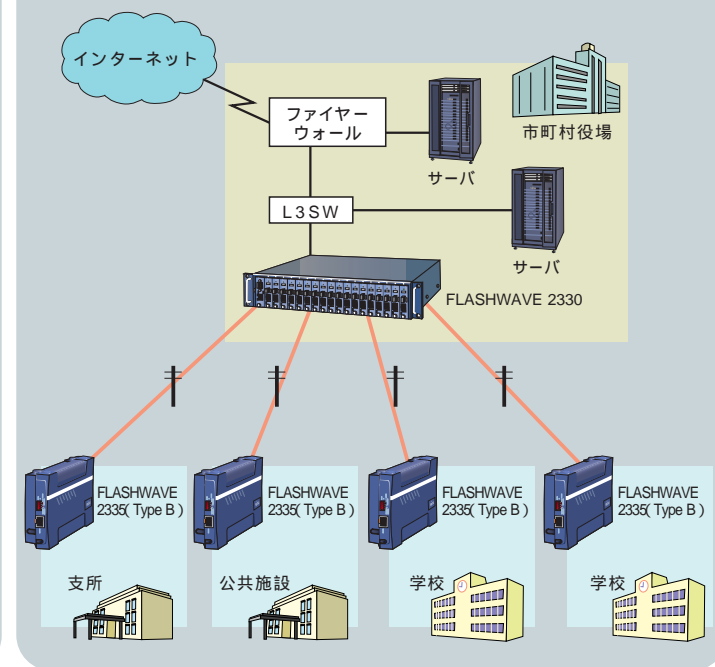 インターネット
ファイヤー
ウォール
市町村役場
サーバ
L3SW
サーバ
FLASHWAVE 2330
FLASHWAVE
2335(Type B)
FLASHWAVE
2335(Type B)
FLASHWAVE
2335(Type B)
FLASHWAVE
2335(Type B)
支所
公共施設
学校
学校